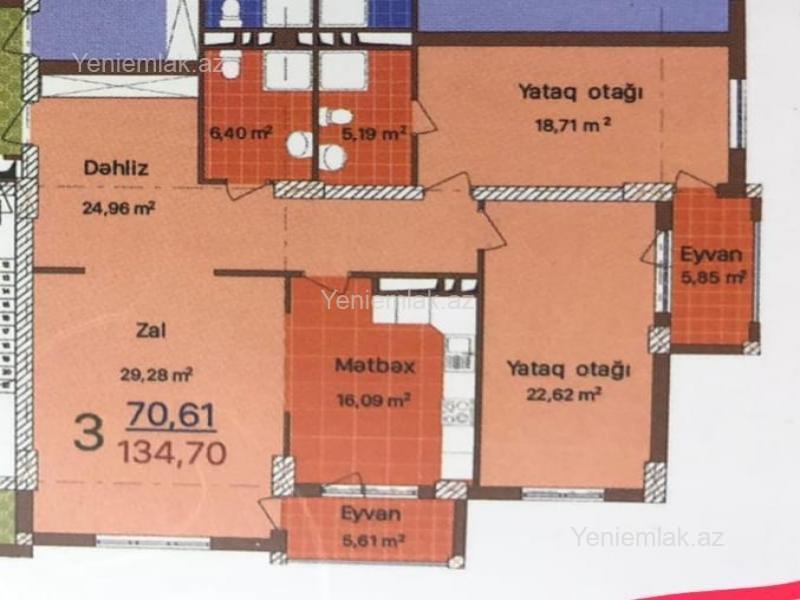 Yeniemlak.az
Yataq otağı
18,71 m²
6,40 m²
5,19 m²
Dəhliz
24,96 m²
Eyvan
5,85 m²
Yeniemlak.az
Zal
29,28 m²
Mətbəx
16,09 m²
Yataq otağı
22,62 m²
3
70,61
134,70
Eyvan
5,61 m²
Yeniemlak.az